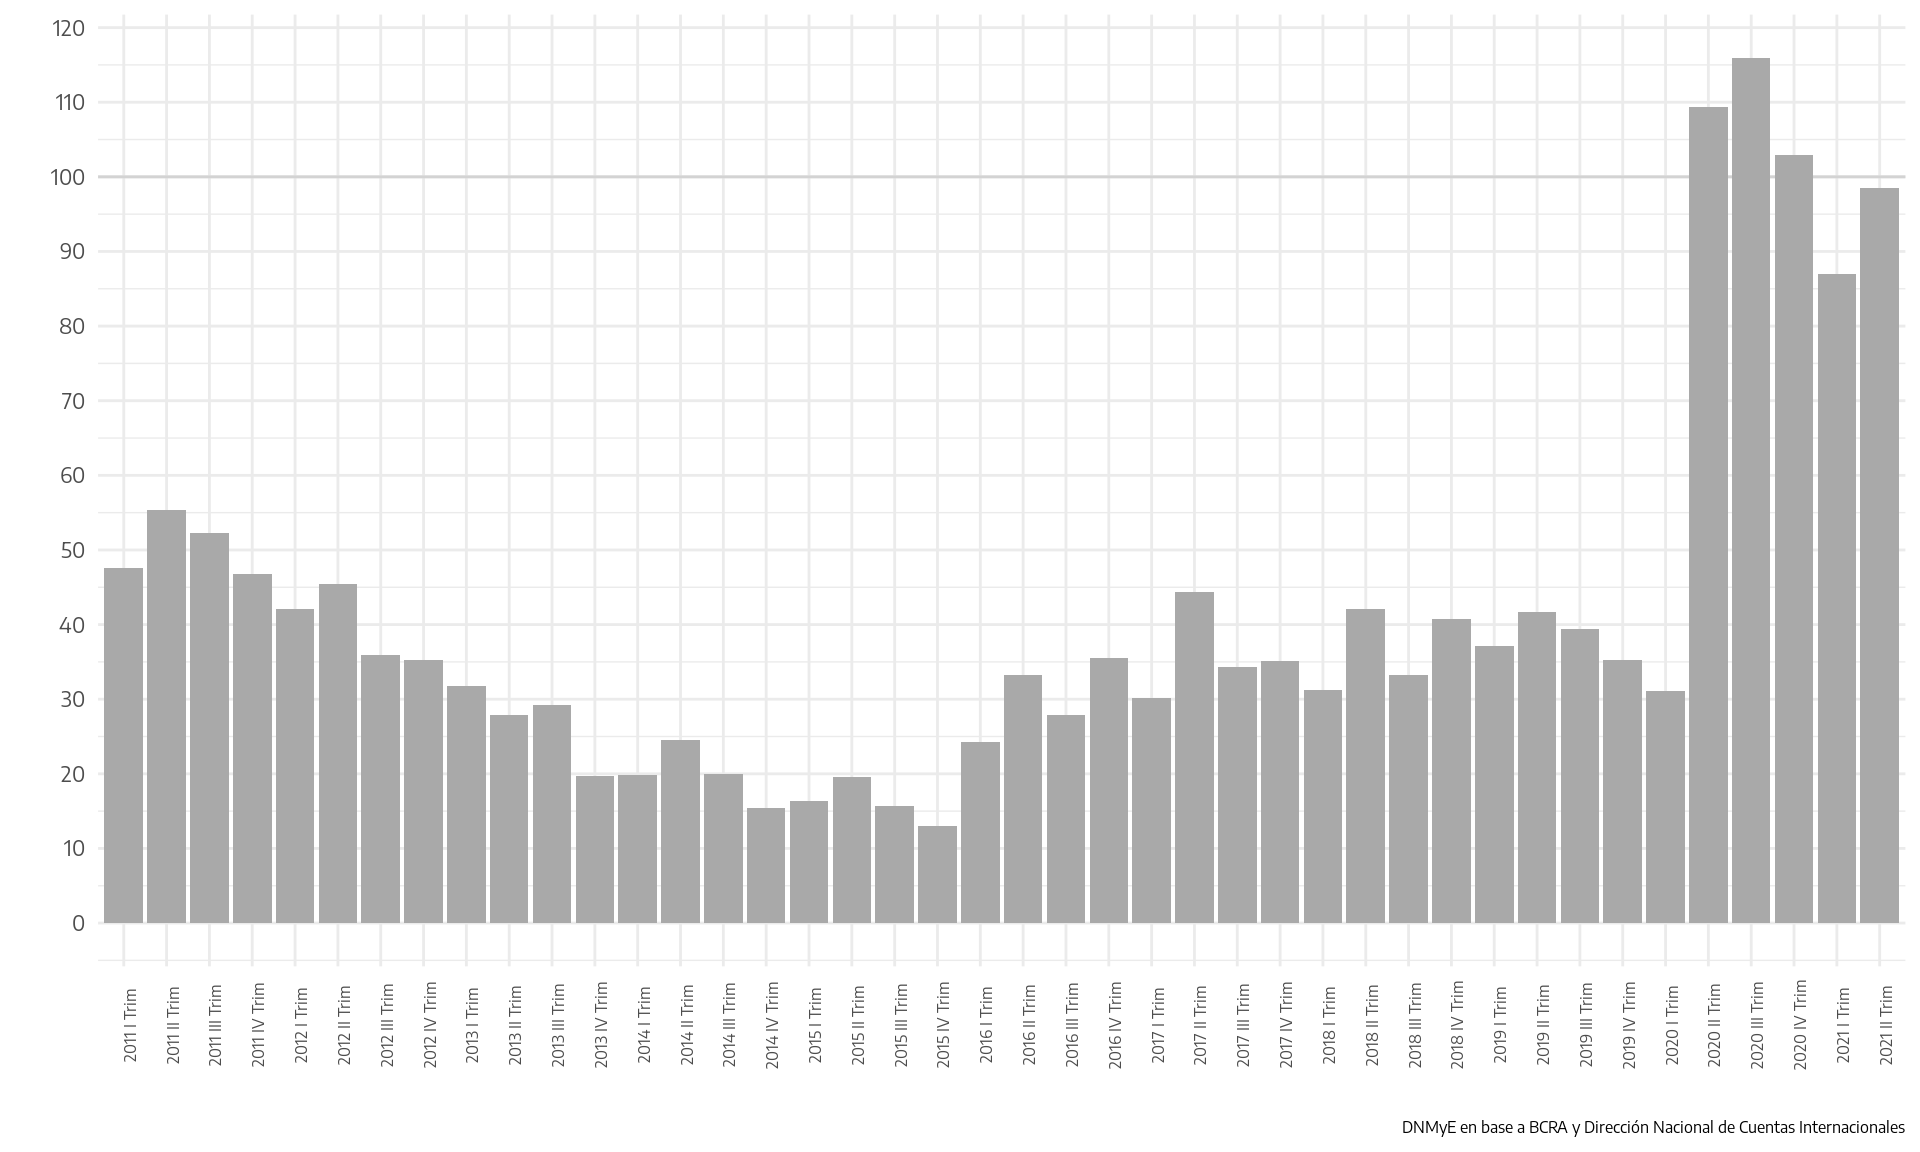 120
110
100
90
80
70
60
50
40
30
20
10
0
2011 I Trim
2011 II Trim
2011 III Trim
2011 IV Trim
2012 I Trim
2012 II Trim
2012 III Trim
2012 IV Trim
2013 I Trim
2013 II Trim
2013 III Trim
2013 IV Trim
2014 I Trim
2014 II Trim
2014 III Trim
2014 IV Trim
2015 I Trim
2015 II Trim
2015 III Trim
2015 IV Trim
2016 I Trim
2016 II Trim
2016 III Trim
2016 IV Trim
2017 I Trim
2017 II Trim
2017 III Trim
2017 IV Trim
2018 I Trim
2018 II Trim
2018 III Trim
2018 IV Trim
2019 I Trim
2019 II Trim
2019 III Trim
2019 IV Trim
2020 I Trim
2020 II Trim
2020 III Trim
2020 IV Trim
2021 I Trim
2021 II Trim
DNMyE en base a BCRA y Dirección Nacional de Cuentas Internacionales